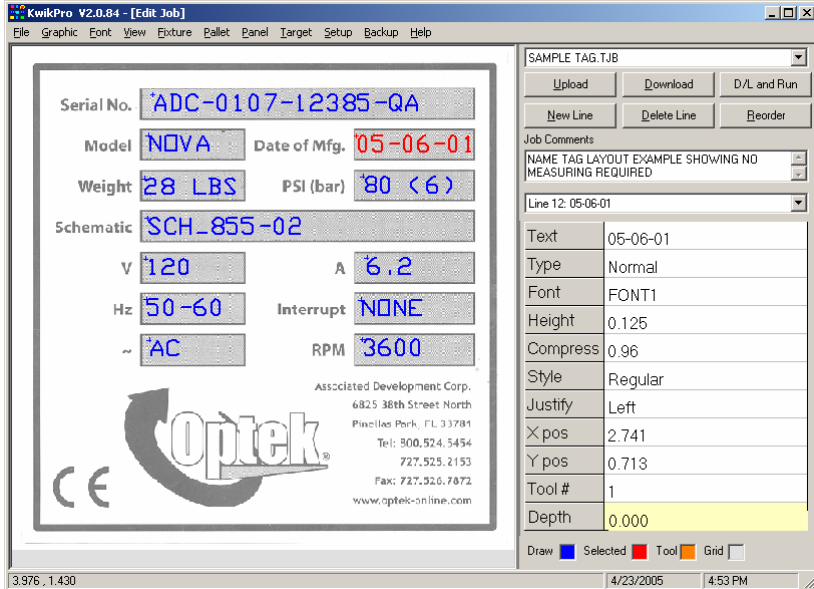 KwikPro V2.0.84 - [Edit Job]
File Graphic Font View Fixture Pallet Panel Target Setup Backup Help
Serial No. ADC-0107-12385-QA
Model NOVA Date of Mfg. 05-06-01
Weight 28 LBS PSI (bar) 80 (6)
Schematic SCH_855-02
V 120 A 6.2
Hz 50-60 Interrupt NONE
~ AC RPM 3600
Associated Development Corp.
6825 38th Street North
Pinellas Park, FL 33781
Tel: 800.524.5454
727.525.2153
Fax: 727.526.7872
www.optek-online.com
Optek®
CE
SAMPLE TAG.TJB
Upload Download D/L and Run
New Line Delete Line Reorder
Job Comments
NAME TAG LAYOUT EXAMPLE SHOWING NO
MEASURING REQUIRED
Line 12: 05-06-01
Text 05-06-01
Type Normal
Font FONT1
Height 0.125
Compress 0.96
Style Regular
Justify Left
X pos 2.741
Y pos 0.713
Tool # 1
Depth 0.000
Draw Selected Tool Grid
3.976 , 1.430 4/23/2005 4:53 PM